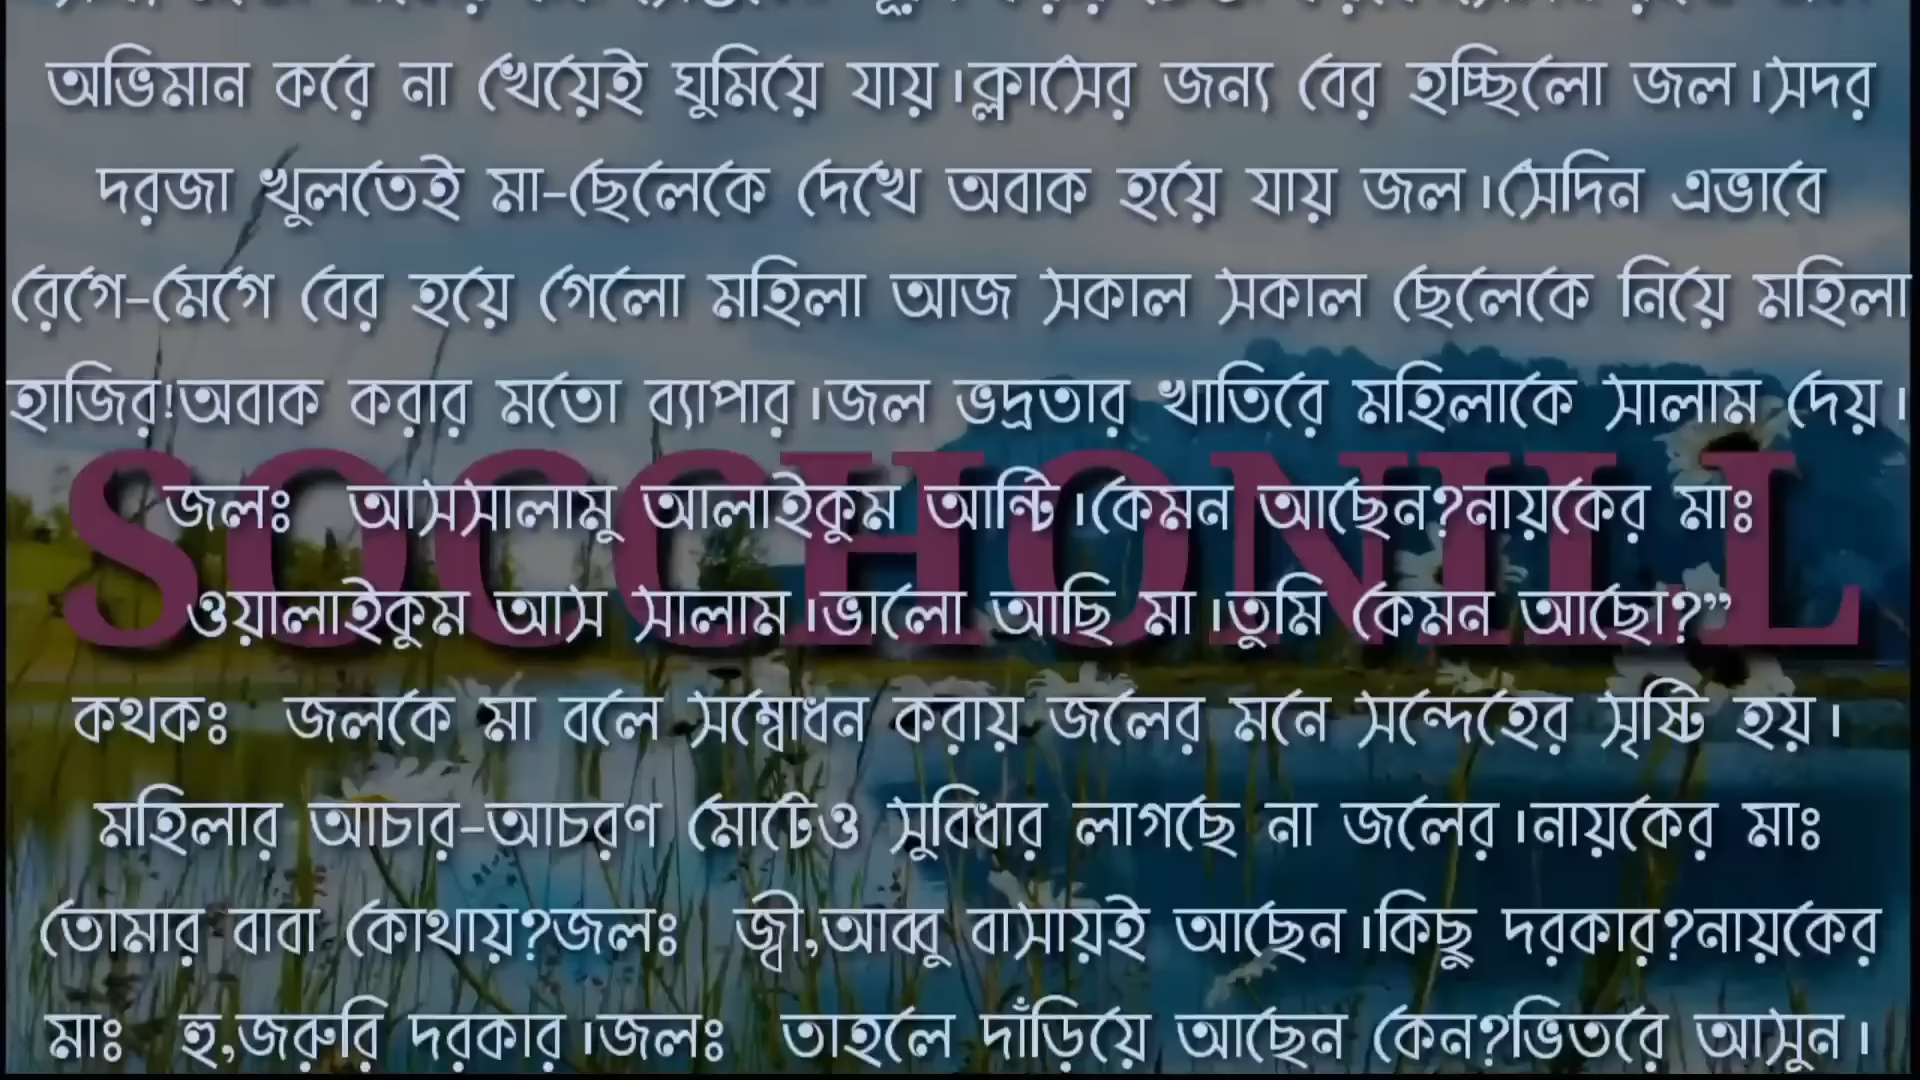 অভিমান করে না খেয়েই ঘুমিয়ে যায়।ক্লাসের জন্য বের হচ্ছিলো জল।সদর
দরজা খুলতেই মা-ছেলেকে দেখে অবাক হয়ে যায় জল।সেদিন এভাবে
রেগে-মেগে বের হয়ে গেলো মহিলা আজ সকাল সকাল ছেলেকে নিয়ে মহিলা
হাজির!অবাক করার মতো ব্যাপার।জল ভদ্রতার খাতিরে মহিলাকে সালাম দেয়।
SOCCHONILL
জলঃ আসসালামু আলাইকুম আন্টি।কেমন আছেন?নায়কের মাঃ
ওয়ালাইকুম আস সালাম।ভালো আছি মা।তুমি কেমন আছো?”
কথকঃ জলকে মা বলে সম্বোধন করায় জলের মনে সন্দেহের সৃষ্টি হয়।
মহিলার আচার-আচরণ মোটেও সুবিধার লাগছে না জলের।নায়কের মাঃ
তোমার বাবা কোথায়?জলঃ জ্বী,আব্বু বাসায়ই আছেন।কিছু দরকার?নায়কের
মাঃ হু,জরুরি দরকার।জলঃ তাহলে দাঁড়িয়ে আছেন কেন?ভিতরে আসুন।